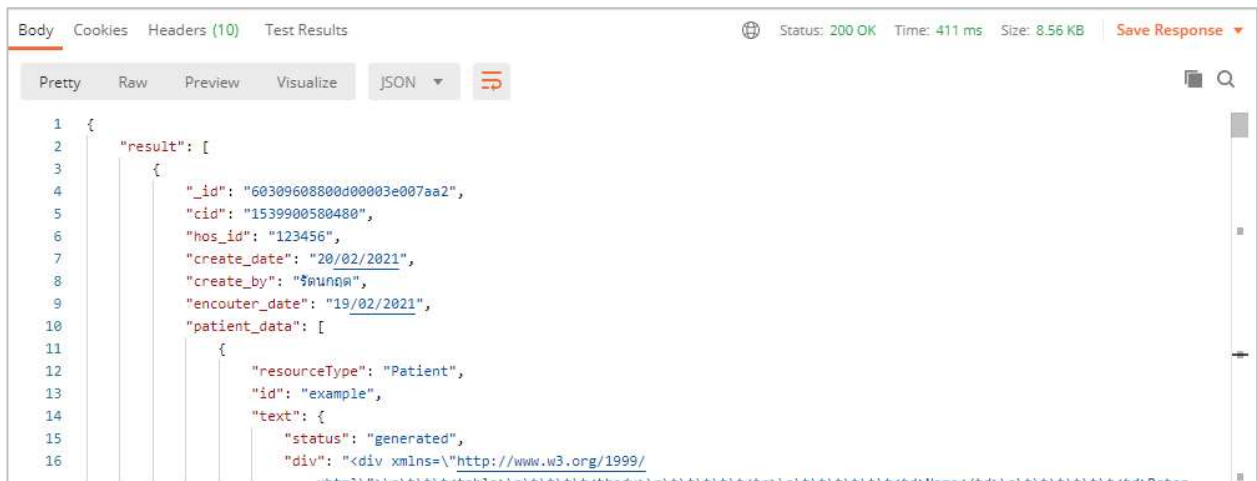 Body Cookies Headers (10) Test Results Status: 200 OK Time: 411 ms Size: 8.56 KB Save Response
Pretty Raw Preview Visualize JSON
1 {
2 "result": [
3 {
4 "_id": "60309608800d00003e007aa2",
5 "cid": "1539900580480",
6 "hos_id": "123456",
7 "create_date": "20/02/2021",
8 "create_by": "รัตนกฤต",
9 "encouter_date": "19/02/2021",
10 "patient_data": [
11 {
12 "resourceType": "Patient",
13 "id": "example",
14 "text": {
15 "status": "generated",
16 "div": "<div xmlns=\"http://www.w3.org/1999/